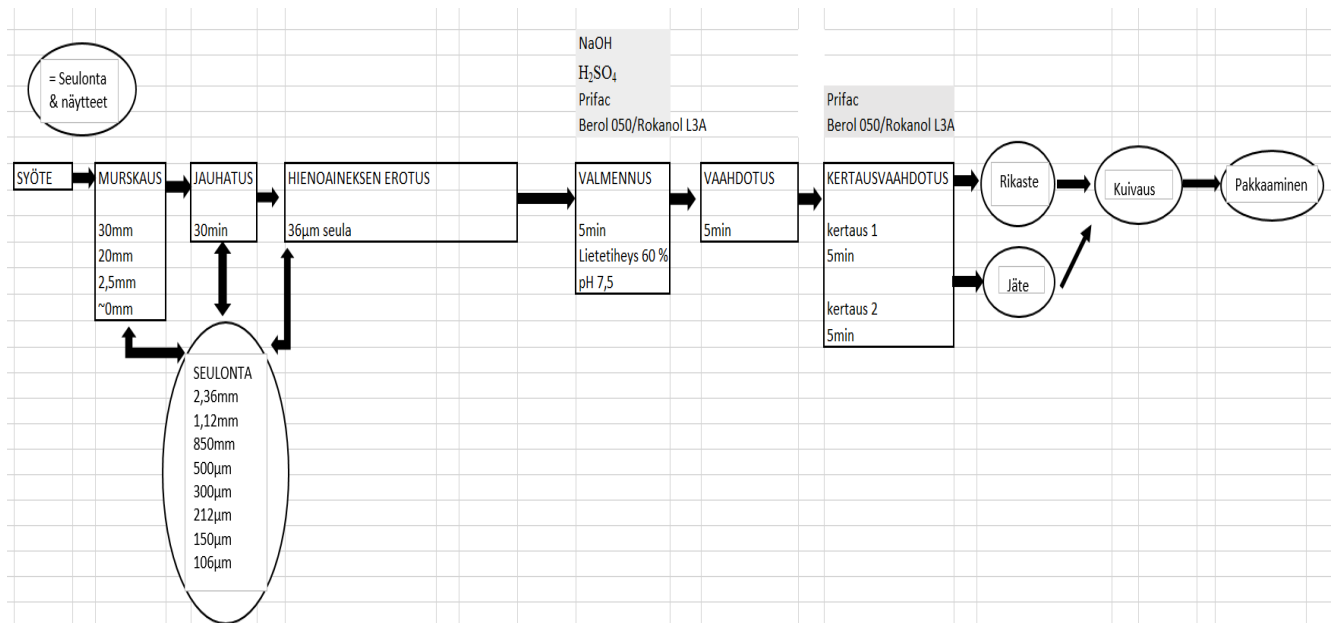 = Seulonta
& näytteet
NaOH
H₂SO₄
Prifac
Berol 050/Rokanol L3A
Prifac
Berol 050/Rokanol L3A
SYÖTE
MURSKAUS
30mm
20mm
2,5mm
~0mm
JAUHATUS
30min
HIENOAINEKSEN EROTUS
36µm seula
VALMENNUS
5min
Lietetiheys 60 %
pH 7,5
VAAHDOTUS
5min
KERTAUSVAAHDOTUS
kertaus 1
5min
kertaus 2
5min
Rikaste
Jäte
Kuivaus
Pakkaaminen
SEULONTA
2,36mm
1,12mm
850mm
500µm
300µm
212µm
150µm
106µm